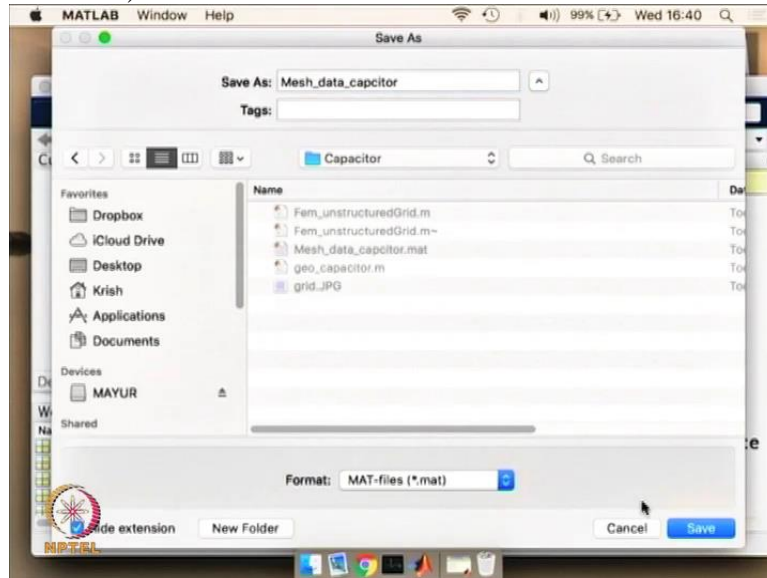 MATLAB Window Help 99% Wed 16:40
Save As
Save As: Mesh_data_capcitor
Tags:
Capacitor
Search
Favorites
Dropbox
iCloud Drive
Desktop
Krish
Applications
Documents
Devices
MAYUR
Shared
Name
Fem_unstructuredGrid.m
Fem_unstructuredGrid.m~
Mesh_data_capcitor.mat
geo_capacitor.m
grid.JPG
Format: MAT-files (*.mat)
extension New Folder Cancel Save
NPTEL